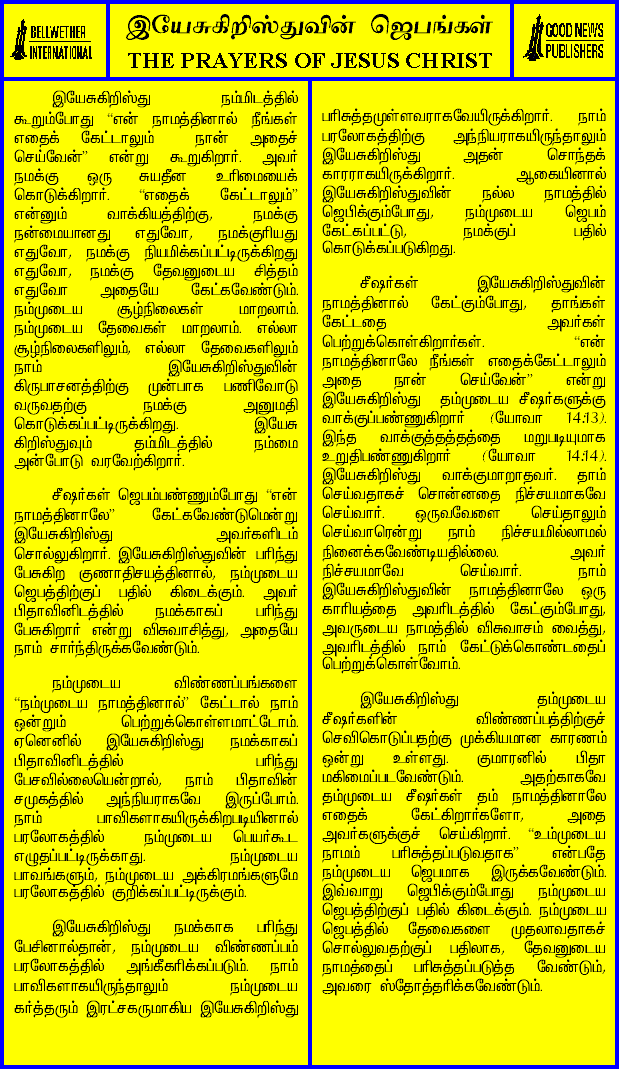 BELLWETHER
INTERNATIONAL
இயேசுகிறிஸ்துவின் ஜெபங்கள்
THE PRAYERS OF JESUS CHRIST
GOOD NEWS
PUBLISHERS
இயேசுகிறிஸ்து நம்மிடத்தில்
கூறும்போது “என் நாமத்தினால் நீங்கள்
எதைக் கேட்டாலும் நான் அதைச்
செய்வேன்” என்று கூறுகிறார். அவர்
நமக்கு ஒரு சுயதீன உரிமையைக்
கொடுக்கிறார். “எதைக் கேட்டாலும்”
என்னும் வாக்கியத்திற்கு, நமக்கு
நன்மையானது எதுவோ, நமக்குரியது
எதுவோ, நமக்கு நியமிக்கப்பட்டிருக்கிறது
எதுவோ, நமக்கு தேவனுடைய சித்தம்
எதுவோ அதையே கேட்கவேண்டும்.
நம்முடைய சூழ்நிலைகள் மாறலாம்.
நம்முடைய தேவைகள் மாறலாம். எல்லா
சூழ்நிலைகளிலும், எல்லா தேவைகளிலும்
நாம் இயேசுகிறிஸ்துவின்
கிருபாசனத்திற்கு முன்பாக பணிவோடு
வருவதற்கு நமக்கு அனுமதி
கொடுக்கப்பட்டிருக்கிறது. இயேசு
கிறிஸ்துவும் தம்மிடத்தில் நம்மை
அன்போடு வரவேற்கிறார்.
சீஷர்கள் ஜெபம்பண்ணும்போது “என்
நாமத்தினாலே” கேட்கவேண்டுமென்று
இயேசுகிறிஸ்து அவர்களிடம்
சொல்லுகிறார். இயேசுகிறிஸ்துவின் பரிந்து
பேசுகிற குணாதிசயத்தினால், நம்முடைய
ஜெபத்திற்குப் பதில் கிடைக்கும். அவர்
பிதாவினிடத்தில் நமக்காகப் பரிந்து
பேசுகிறார் என்று விசுவாசித்து, அதையே
நாம் சார்ந்திருக்கவேண்டும்.
நம்முடைய விண்ணப்பங்களை
“நம்முடைய நாமத்தினால்” கேட்டால் நாம்
ஒன்றும் பெற்றுக்கொள்ளமாட்டோம்.
ஏனெனில் இயேசுகிறிஸ்து நமக்காகப்
பிதாவினிடத்தில் பரிந்து
பேசவில்லையென்றால், நாம் பிதாவின்
சமுகத்தில் அந்நியராகவே இருப்போம்.
நாம் பாவிகளாகயிருக்கிறபடியினால்
பரலோகத்தில் நம்முடைய பெயர்கூட
எழுதப்பட்டிருக்காது. நம்முடைய
பாவங்களும், நம்முடைய அக்கிரமங்களுமே
பரலோகத்தில் குறிக்கப்பட்டிருக்கும்.
இயேசுகிறிஸ்து நமக்காக பரிந்து
பேசினால்தான், நம்முடைய விண்ணப்பம்
பரலோகத்தில் அங்கீகரிக்கப்படும். நாம்
பாவிகளாகயிருந்தாலும் நம்முடைய
கர்த்தரும் இரட்சகருமாகிய இயேசுகிறிஸ்து
பரிசுத்தமுள்ளவராகவேயிருக்கிறார். நாம்
பரலோகத்திற்கு அந்நியராகயிருந்தாலும்
இயேசுகிறிஸ்து அதன் சொந்தக்
காரராகயிருக்கிறார். ஆகையினால்
இயேசுகிறிஸ்துவின் நல்ல நாமத்தில்
ஜெபிக்கும்போது, நம்முடைய ஜெபம்
கேட்கப்பட்டு, நமக்குப் பதில்
கொடுக்கப்படுகிறது.
சீஷர்கள் இயேசுகிறிஸ்துவின்
நாமத்தினால் கேட்கும்போது, தாங்கள்
கேட்டதை அவர்கள்
பெற்றுக்கொள்கிறார்கள். “என்
நாமத்தினாலே நீங்கள் எதைக்கேட்டாலும்
அதை நான் செய்வேன்” என்று
இயேசுகிறிஸ்து தம்முடைய சீஷர்களுக்கு
வாக்குப்பண்ணுகிறார் (யோவா 14:13).
இந்த வாக்குத்தத்தத்தை மறுபடியுமாக
உறுதிபண்ணுகிறார் (யோவா 14:14).
இயேசுகிறிஸ்து வாக்குமாறாதவர். தாம்
செய்வதாகச் சொன்னதை நிச்சயமாகவே
செய்வார். ஒருவவேளை செய்தாலும்
செய்வாரென்று நாம் நிச்சயமில்லாமல்
நினைக்கவேண்டியதில்லை. அவர்
நிச்சயமாவே செய்வார். நாம்
இயேசுகிறிஸ்துவின் நாமத்தினாலே ஒரு
காரியத்தை அவரிடத்தில் கேட்கும்போது,
அவருடைய நாமத்தில் விசுவாசம் வைத்து,
அவரிடத்தில் நாம் கேட்டுக்கொண்டதைப்
பெற்றுக்கொள்வோம்.
இயேசுகிறிஸ்து தம்முடைய
சீஷர்களின் விண்ணப்பத்திற்குச்
செவிகொடுப்பதற்கு முக்கியமான காரணம்
ஒன்று உள்ளது. குமாரனில் பிதா
மகிமைப்படவேண்டும். அதற்காகவே
தம்முடைய சீஷர்கள் தம் நாமத்தினாலே
எதைக் கேட்கிறார்களோ, அதை
அவர்களுக்குச் செய்கிறார். “உம்முடைய
நாமம் பரிசுத்தப்படுவதாக” என்பதே
நம்முடைய ஜெபமாக இருக்கவேண்டும்.
இவ்வாறு ஜெபிக்கும்போது நம்முடைய
ஜெபத்திற்குப் பதில் கிடைக்கும். நம்முடைய
ஜெபத்தில் தேவைகளை முதலாவதாகச்
சொல்லுவதற்குப் பதிலாக, தேவனுடைய
நாமத்தைப் பரிசுத்தப்படுத்த வேண்டும்,
அவரை ஸ்தோத்தரிக்கவேண்டும்.